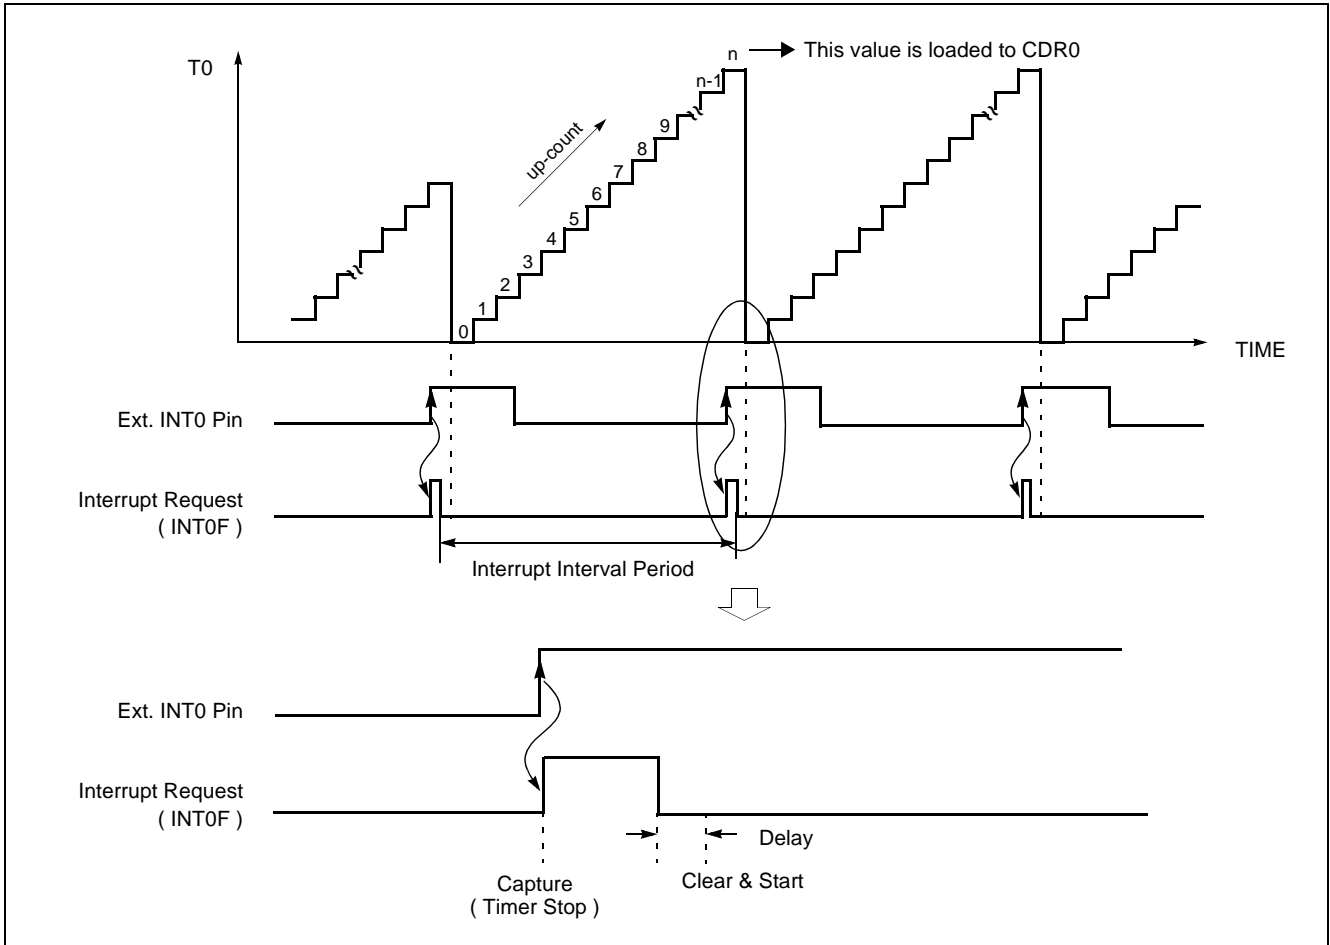 n
This value is loaded to CDR0
T0
n-1
9
8
7
6
5
4
3
2
1
0
up-count
TIME
Ext. INT0 Pin
Interrupt Request
( INT0F )
Interrupt Interval Period
Ext. INT0 Pin
Interrupt Request
( INT0F )
Delay
Capture
( Timer Stop )
Clear & Start